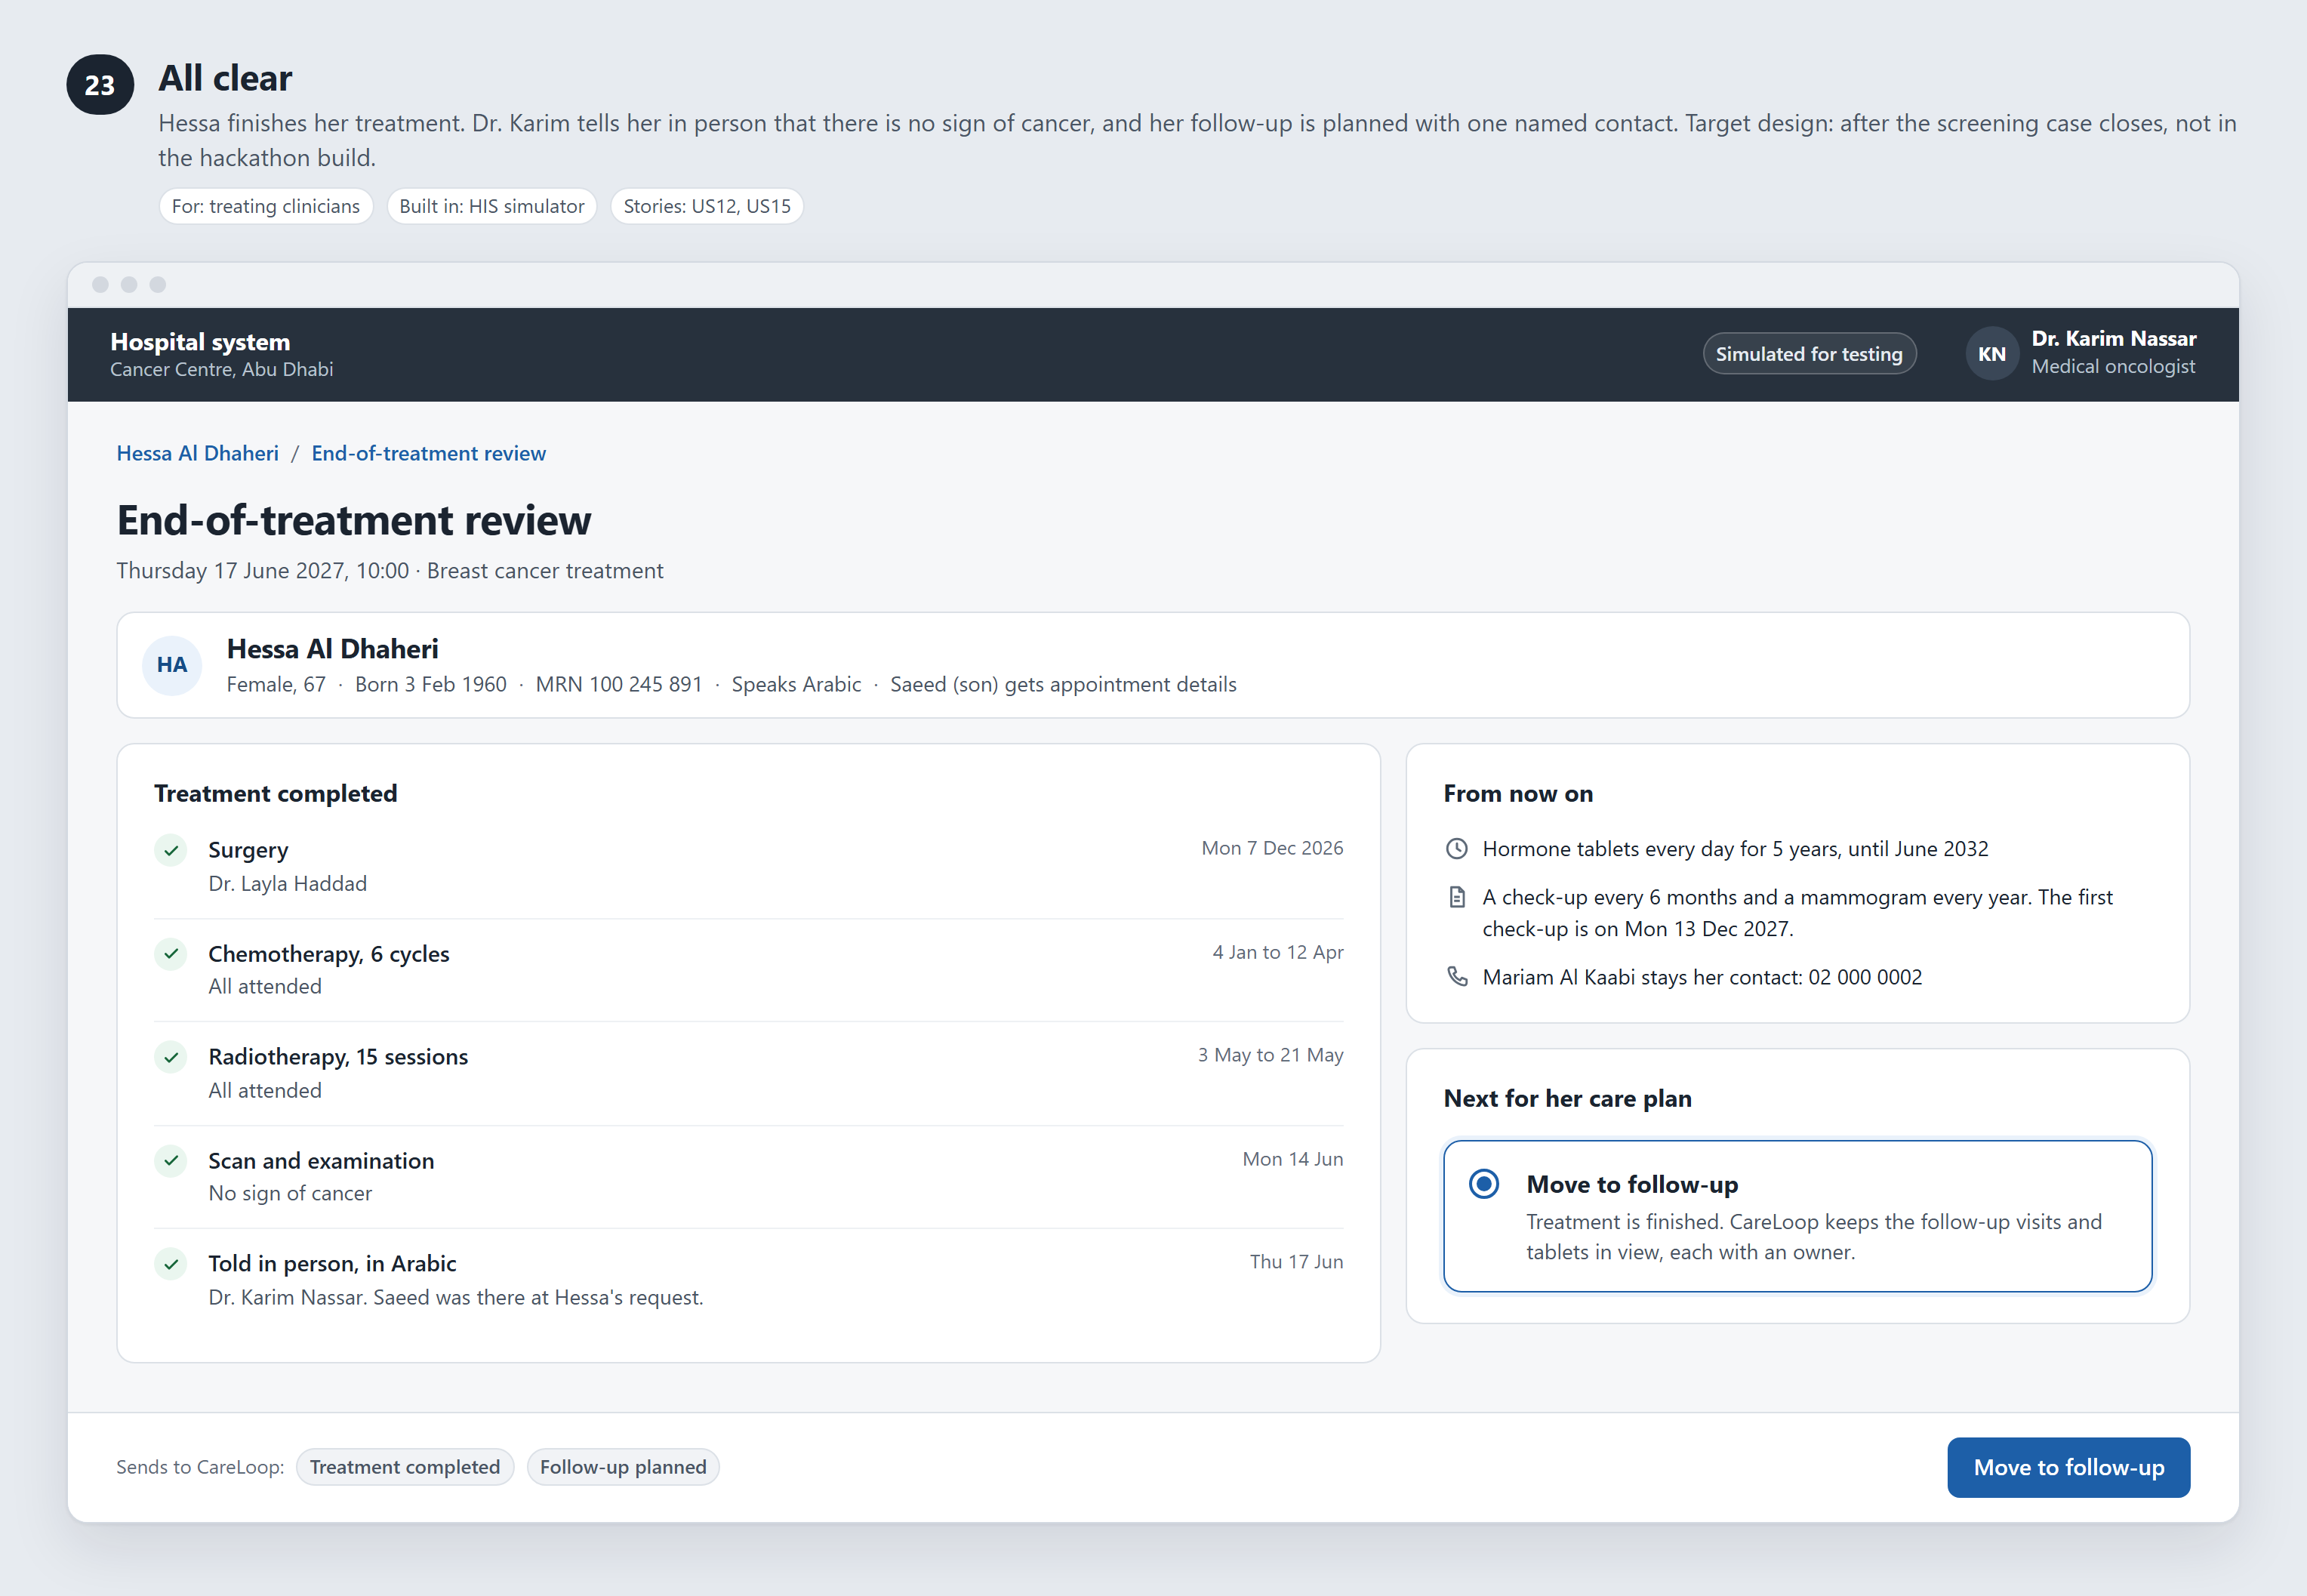 23
All clear
Hessa finishes her treatment. Dr. Karim tells her in person that there is no sign of cancer, and her follow-up is planned with one named contact. Target design: after the screening case closes, not in
the hackathon build.
For: treating clinicians
Built in: HIS simulator
Stories: US12, US15
Hospital system
Cancer Centre, Abu Dhabi
Simulated for testing
KN
Dr. Karim Nassar
Medical oncologist
Hessa Al Dhaheri / End-of-treatment review
End-of-treatment review
Thursday 17 June 2027, 10:00 · Breast cancer treatment
HA
Hessa Al Dhaheri
Female, 67 · Born 3 Feb 1960 · MRN 100 245 891 · Speaks Arabic · Saeed (son) gets appointment details
Treatment completed
Surgery
Mon 7 Dec 2026
Dr. Layla Haddad
Chemotherapy, 6 cycles
4 Jan to 12 Apr
All attended
Radiotherapy, 15 sessions
3 May to 21 May
All attended
Scan and examination
Mon 14 Jun
No sign of cancer
Told in person, in Arabic
Thu 17 Jun
Dr. Karim Nassar. Saeed was there at Hessa's request.
From now on
Hormone tablets every day for 5 years, until June 2032
A check-up every 6 months and a mammogram every year. The first
check-up is on Mon 13 Dec 2027.
Mariam Al Kaabi stays her contact: 02 000 0002
Next for her care plan
Move to follow-up
Treatment is finished. CareLoop keeps the follow-up visits and
tablets in view, each with an owner.
Sends to CareLoop:
Treatment completed
Follow-up planned
Move to follow-up